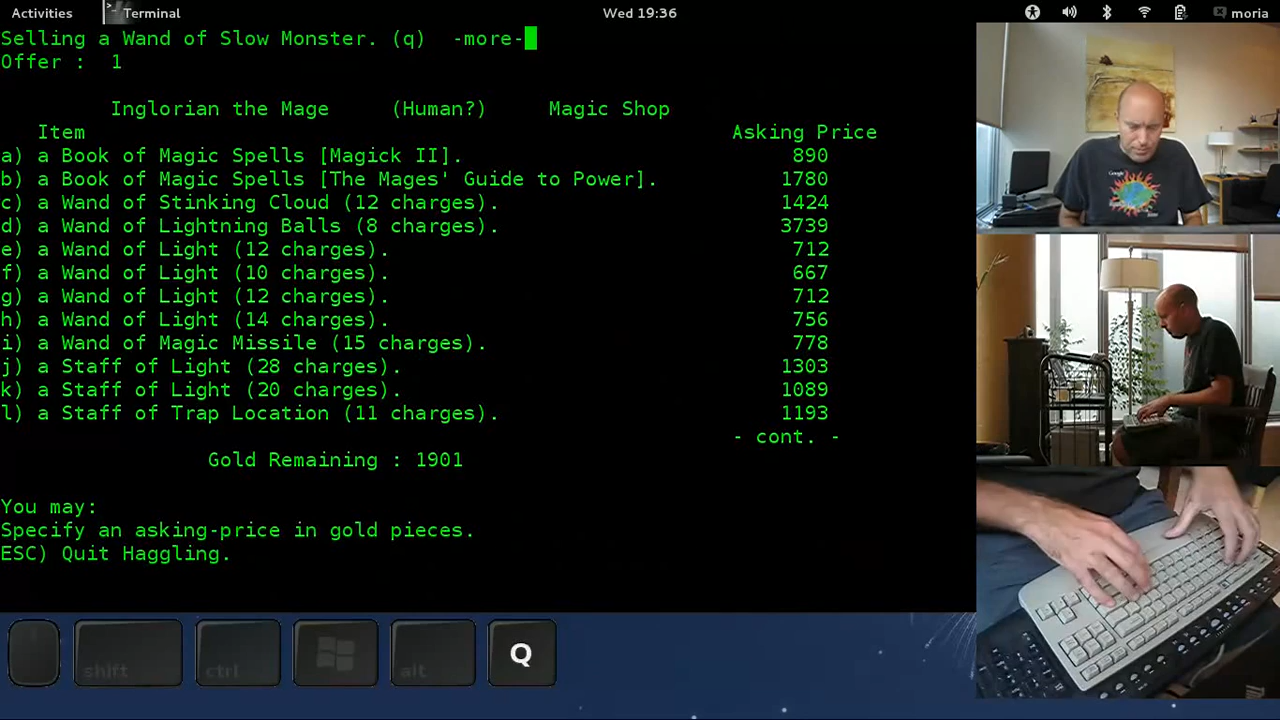 Activities Terminal Wed 19:36 moria
Selling a Wand of Slow Monster. (q) -more-
Offer : 1
Inglorian the Mage (Human?) Magic Shop
Item Asking Price
a) a Book of Magic Spells [Magick II]. 890
b) a Book of Magic Spells [The Mages' Guide to Power]. 1780
c) a Wand of Stinking Cloud (12 charges). 1424
d) a Wand of Lightning Balls (8 charges). 3739
e) a Wand of Light (12 charges). 712
f) a Wand of Light (10 charges). 667
g) a Wand of Light (12 charges). 712
h) a Wand of Light (14 charges). 756
i) a Wand of Magic Missile (15 charges). 778
j) a Staff of Light (28 charges). 1303
k) a Staff of Light (20 charges). 1089
l) a Staff of Trap Location (11 charges). 1193
- cont. -
Gold Remaining : 1901
You may:
Specify an asking-price in gold pieces.
ESC) Quit Haggling.
shift ctrl alt Q
Google